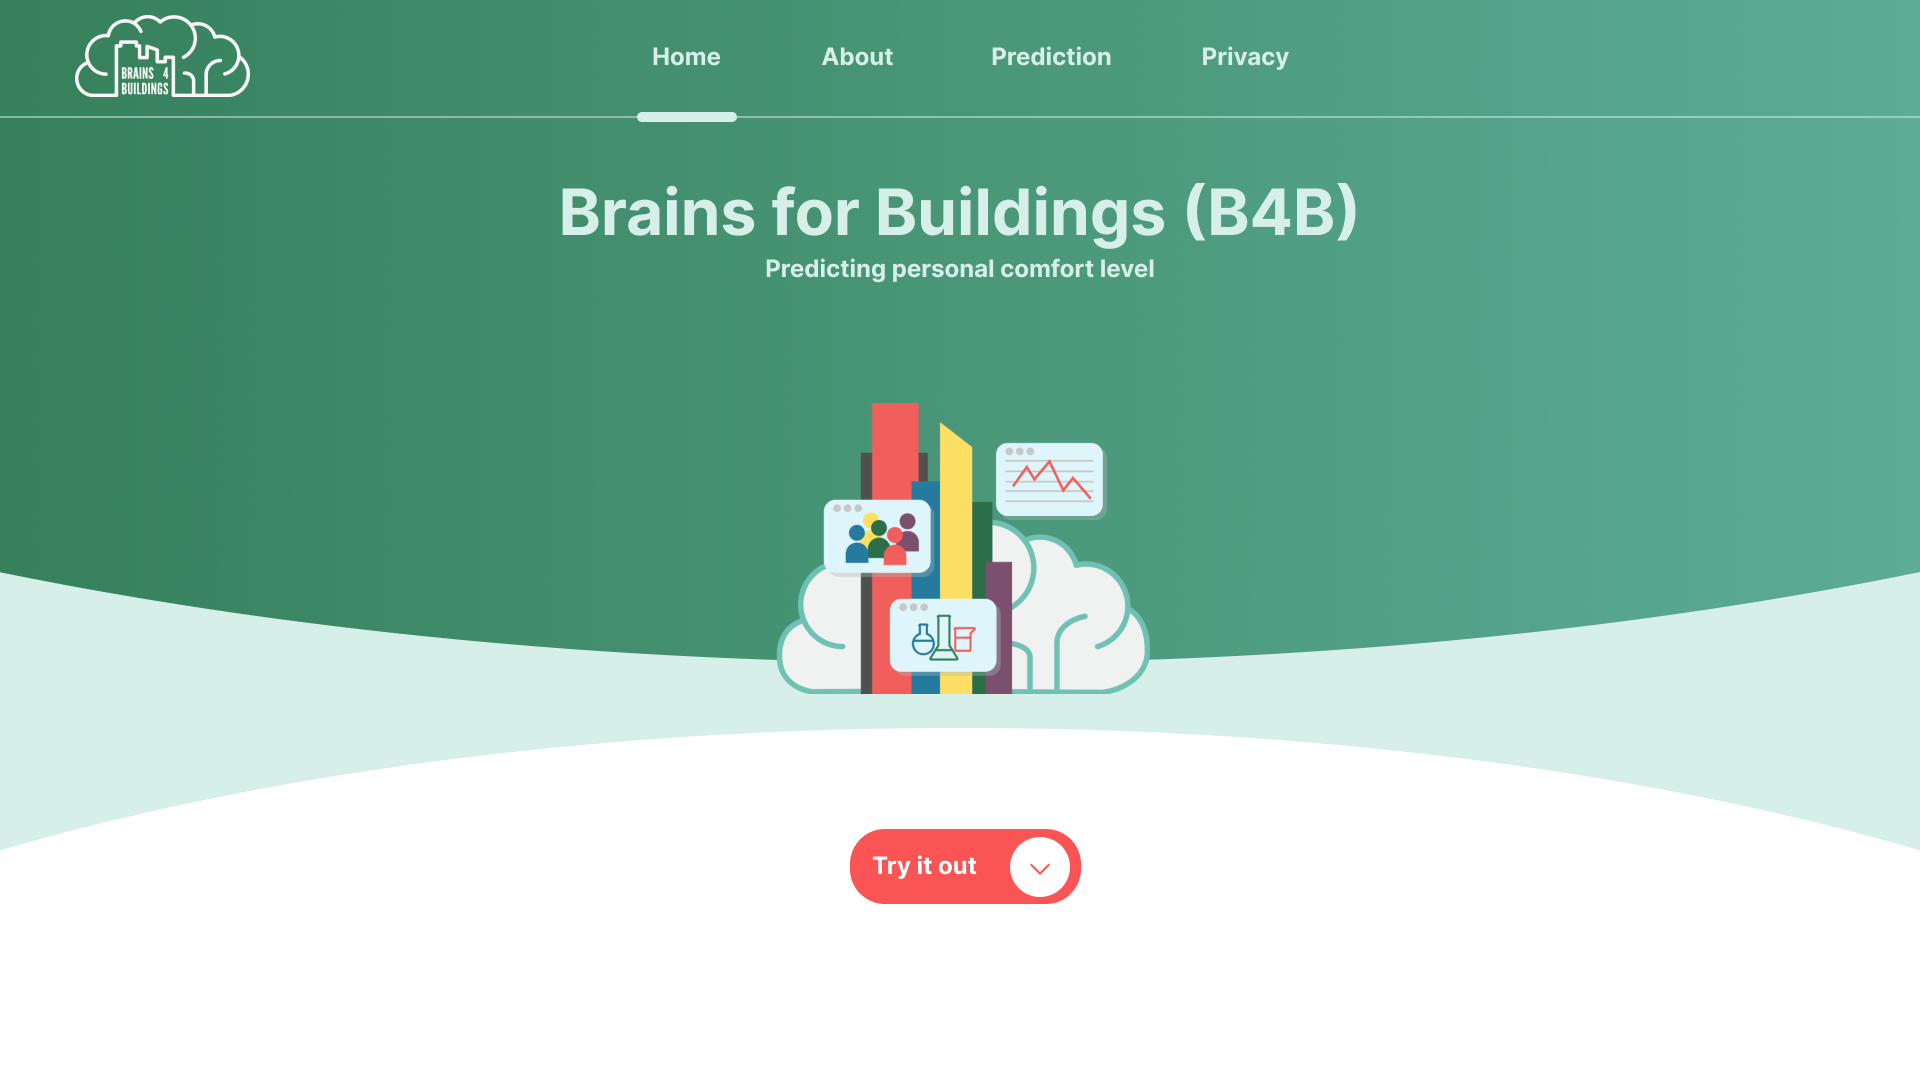 BRAINS 4
BUILDINGS
Home
About
Prediction
Privacy
Brains for Buildings (B4B)
Predicting personal comfort level
Try it out